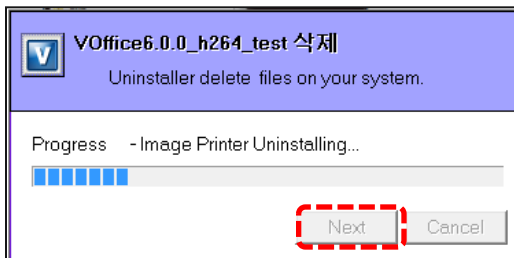 V
VOffice6.0.0_h264_test 삭제
Uninstaller delete files on your system.
Progress - Image Printer Uninstalling...
Next Cancel